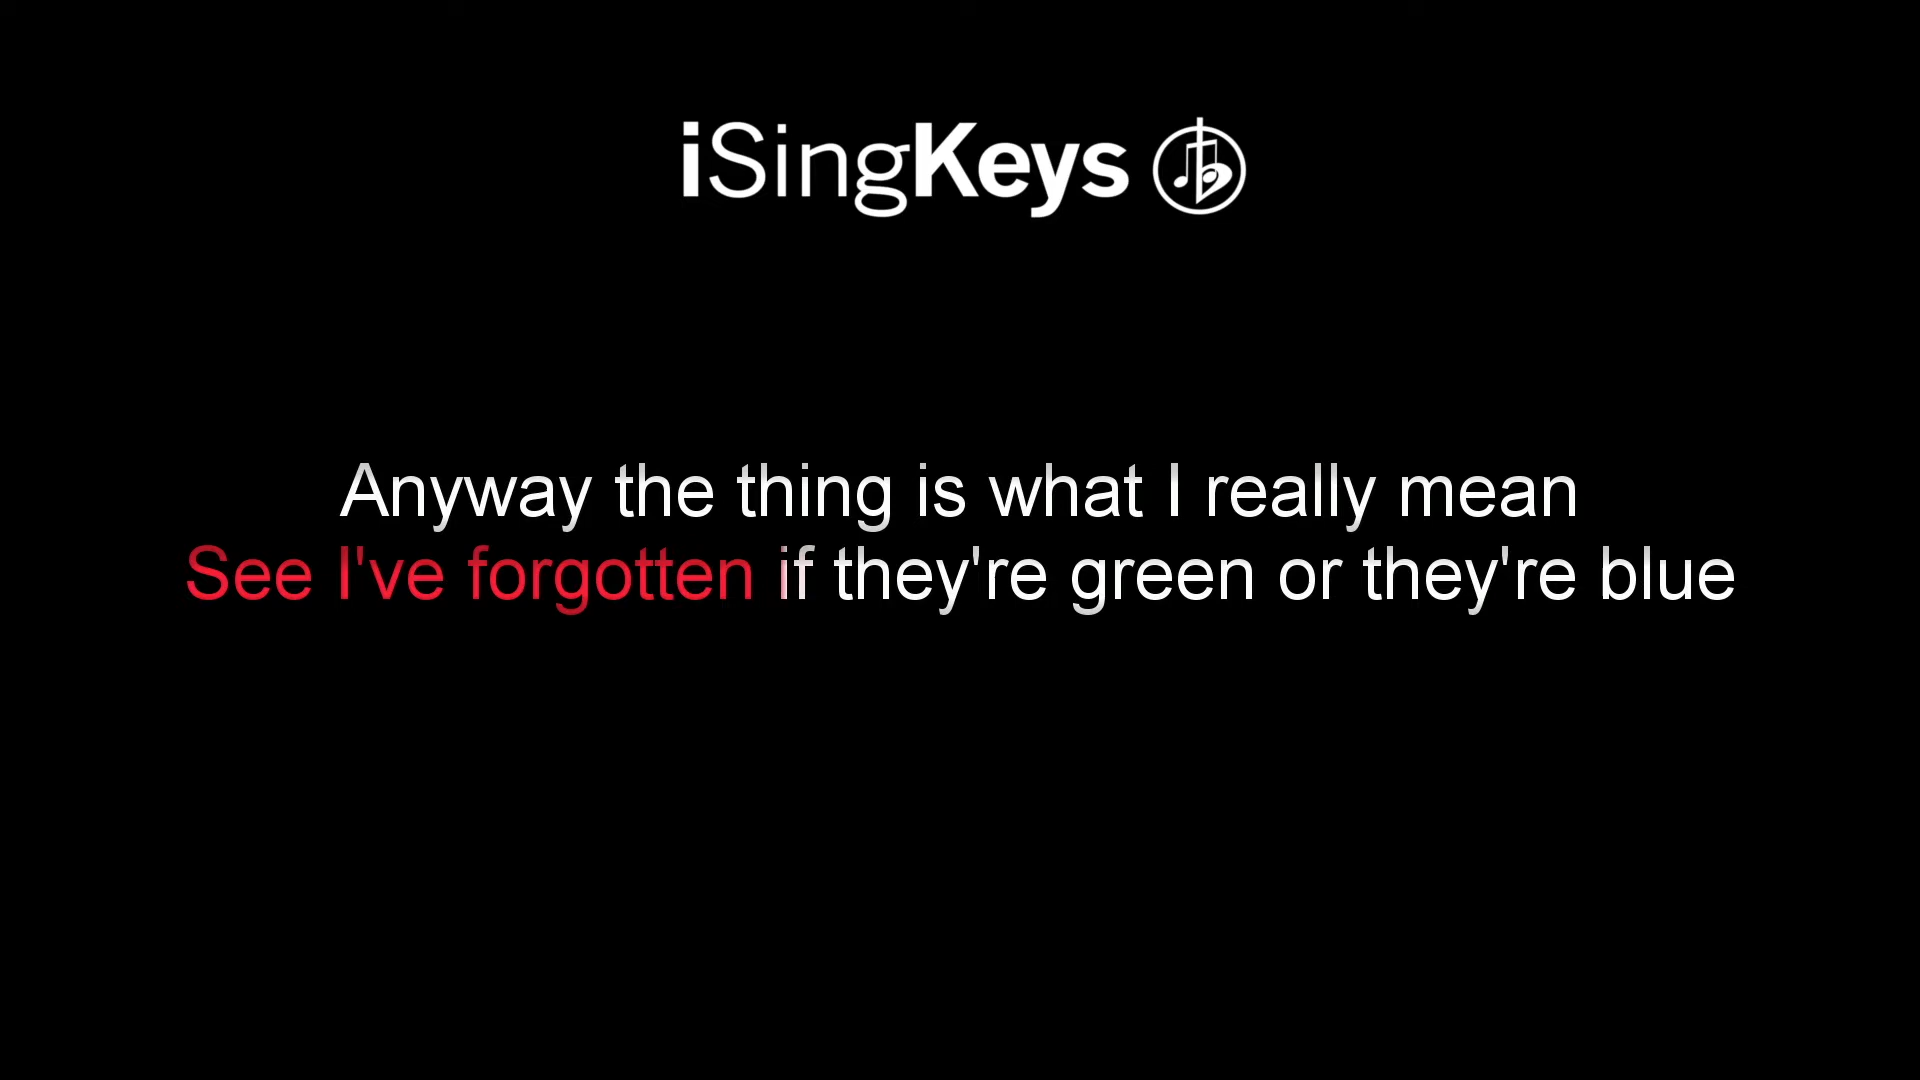 iSingKeys
Anyway the thing is what I really mean
See I've forgotten if they're green or they're blue